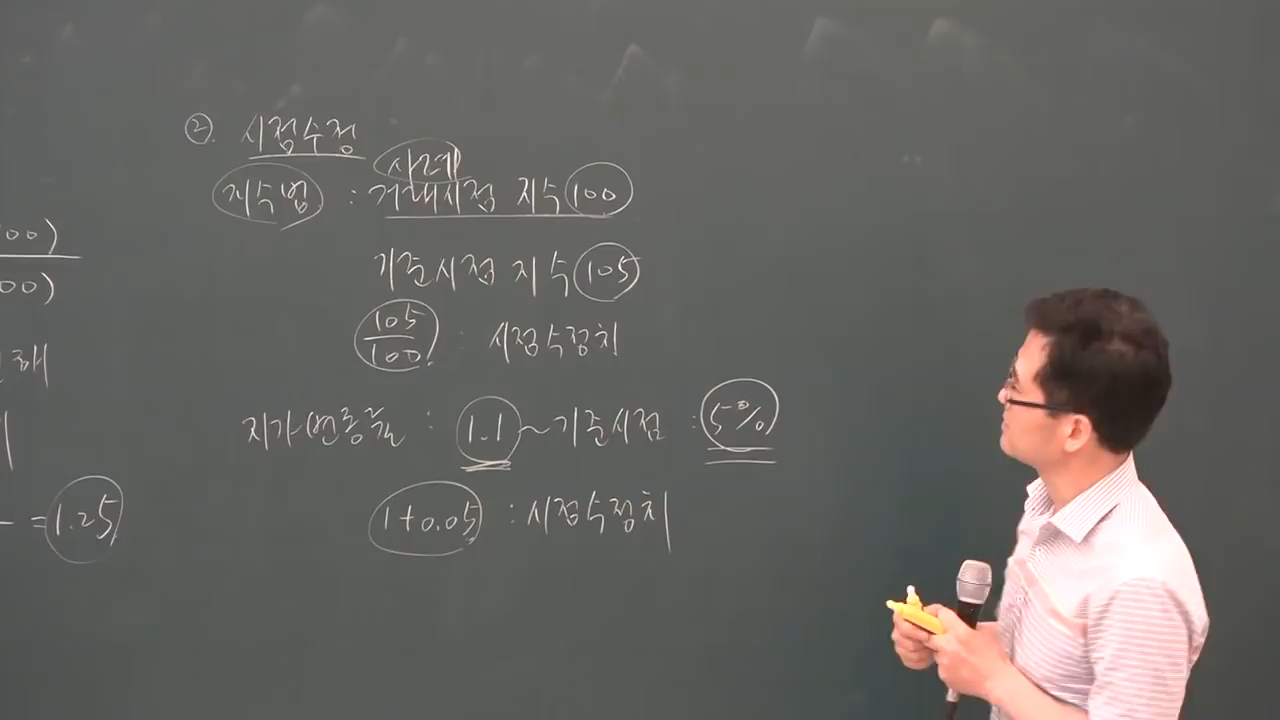 00)
00)
해
= 1.25
②. 시점수정
사례
지수법 : 거래시점 지수 100
기준시점 지수 105
105
100 : 시점수정치
지가변동률 : 1.1 ~ 기준시점 : 5%
1+0.05 : 시점수정치